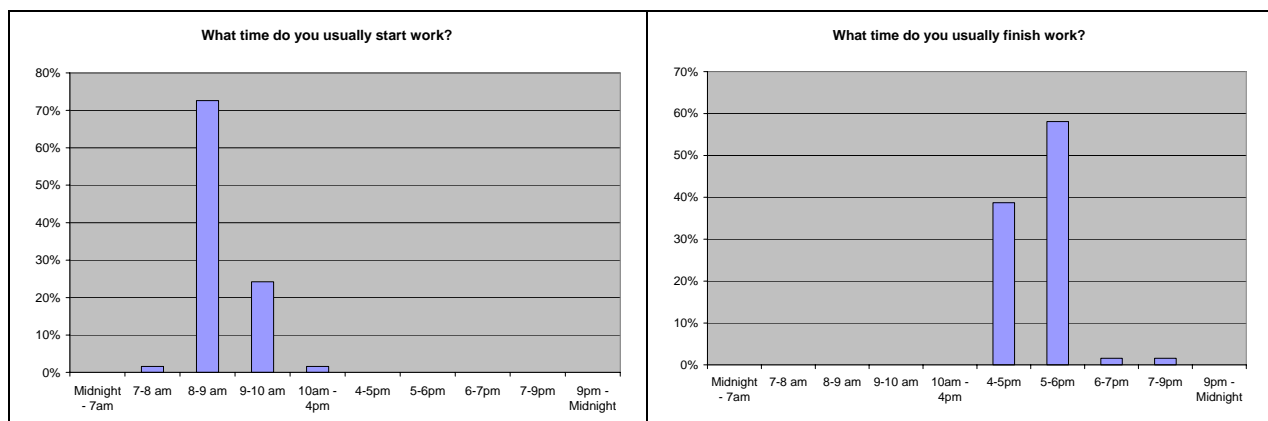 What time do you usually start work?
80%
70%
60%
50%
40%
30%
20%
10%
0%
Midnight
- 7am
7-8 am
8-9 am
9-10 am
10am -
4pm
4-5pm
5-6pm
6-7pm
7-9pm
9pm -
Midnight
What time do you usually finish work?
70%
60%
50%
40%
30%
20%
10%
0%
Midnight
- 7am
7-8 am
8-9 am
9-10 am
10am -
4pm
4-5pm
5-6pm
6-7pm
7-9pm
9pm -
Midnight